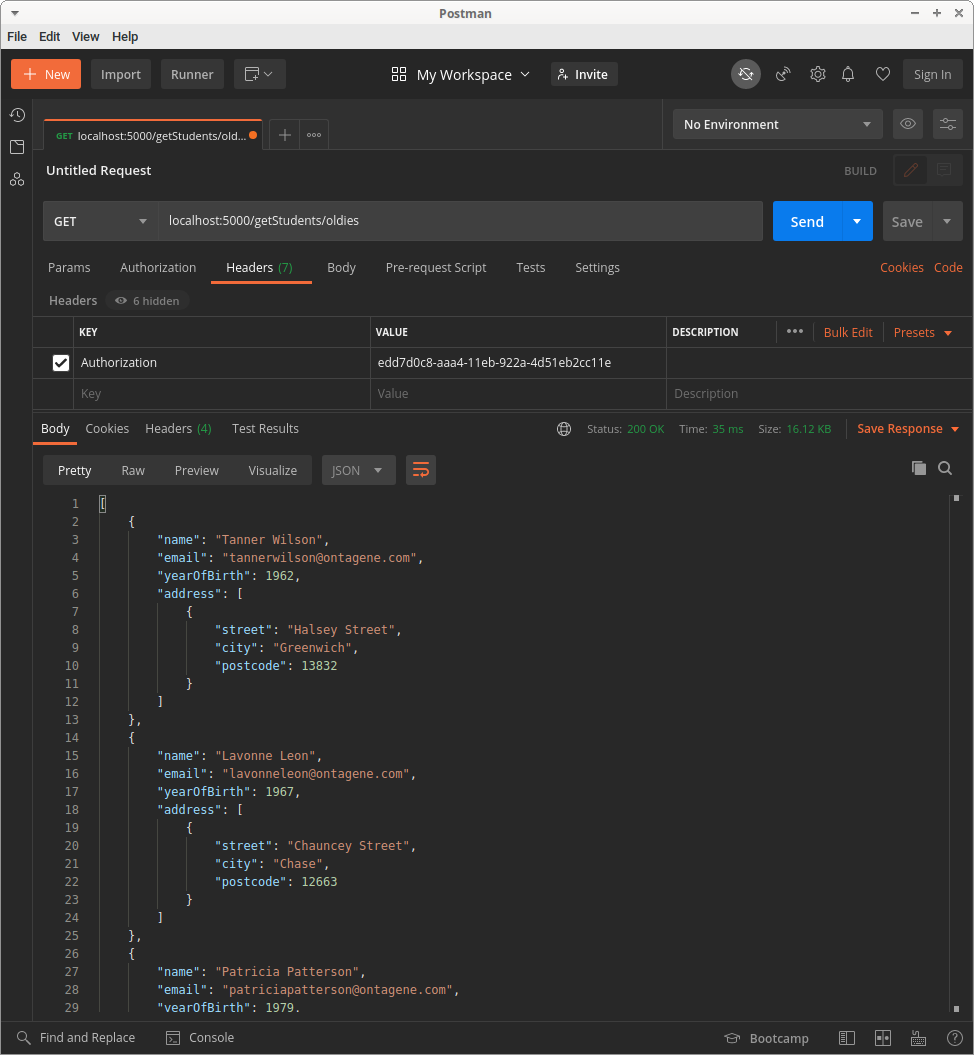 Postman
File Edit View Help
+ New Import Runner My Workspace Invite Sign In
GET localhost:5000/getStudents/old... No Environment
Untitled Request BUILD
GET localhost:5000/getStudents/oldies Send Save
Params Authorization Headers (7) Body Pre-request Script Tests Settings Cookies Code
Headers 6 hidden
KEY VALUE DESCRIPTION ••• Bulk Edit Presets
Authorization edd7d0c8-aaa4-11eb-922a-4d51eb2cc11e
Key Value Description
Body Cookies Headers (4) Test Results Status: 200 OK Time: 35 ms Size: 16.12 KB Save Response
Pretty Raw Preview Visualize JSON
1 [
2 {
3 "name": "Tanner Wilson",
4 "email": "tannerwilson@ontagene.com",
5 "yearOfBirth": 1962,
6 "address": [
7 {
8 "street": "Halsey Street",
9 "city": "Greenwich",
10 "postcode": 13832
11 }
12 ]
13 },
14 {
15 "name": "Lavonne Leon",
16 "email": "lavonneleon@ontagene.com",
17 "yearOfBirth": 1967,
18 "address": [
19 {
20 "street": "Chauncey Street",
21 "city": "Chase",
22 "postcode": 12663
23 }
24 ]
25 },
26 {
27 "name": "Patricia Patterson",
28 "email": "patriciapatterson@ontagene.com",
29 "yearOfBirth": 1979,
Find and Replace Console Bootcamp